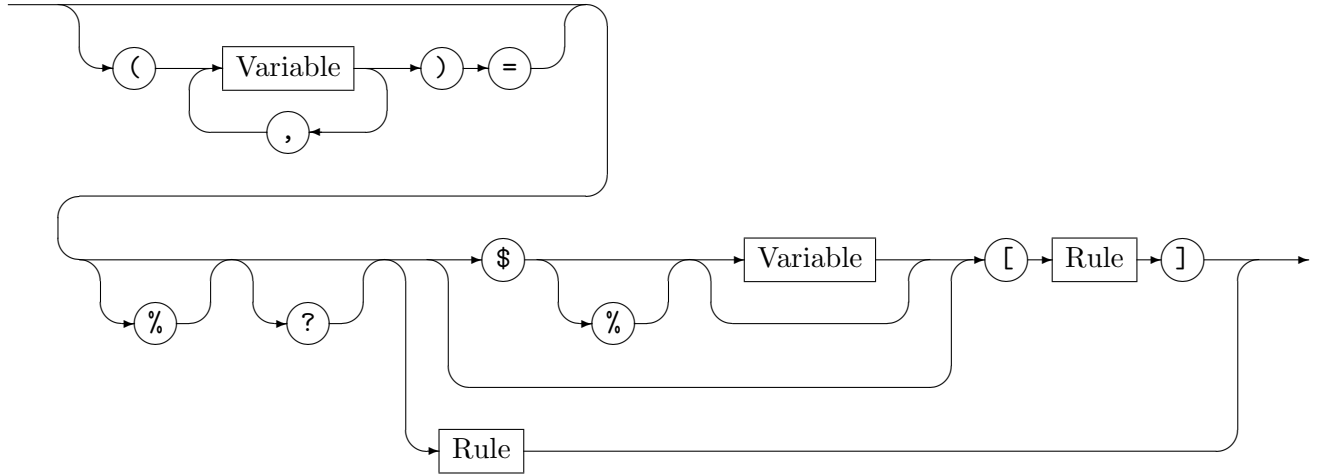 ( Variable ) =
,
$ Variable [ Rule ]
% ? %
Rule